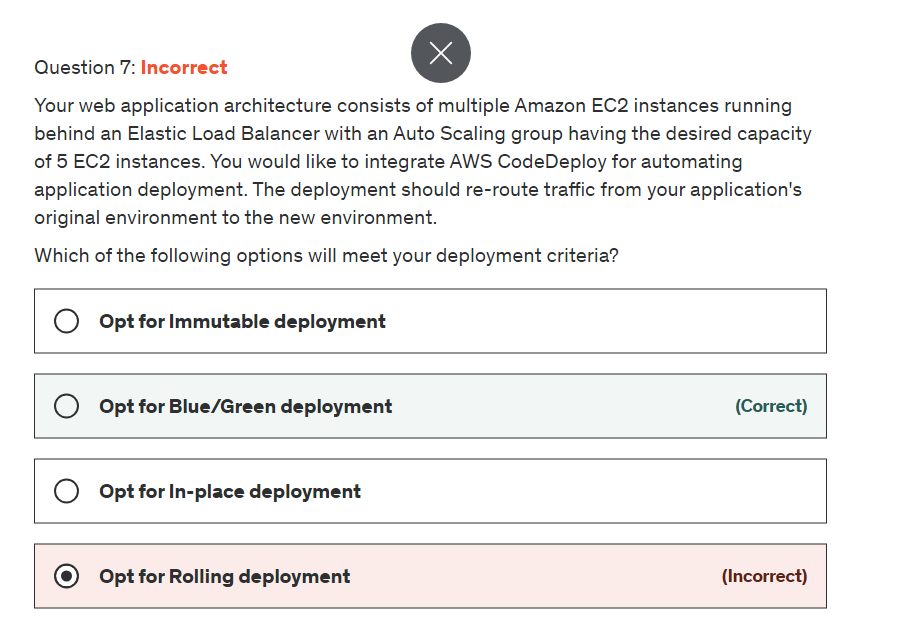 Question 7: Incorrect
Your web application architecture consists of multiple Amazon EC2 instances running
behind an Elastic Load Balancer with an Auto Scaling group having the desired capacity
of 5 EC2 instances. You would like to integrate AWS CodeDeploy for automating
application deployment. The deployment should re-route traffic from your application's
original environment to the new environment.
Which of the following options will meet your deployment criteria?
Opt for Immutable deployment
Opt for Blue/Green deployment (Correct)
Opt for In-place deployment
Opt for Rolling deployment (Incorrect)